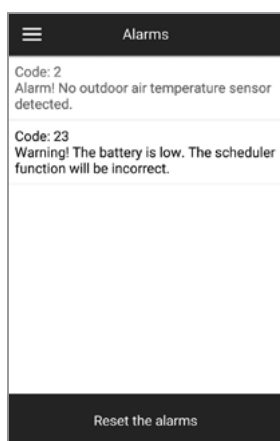 Alarms
Code: 2
Alarm! No outdoor air temperature sensor
detected.
Code: 23
Warning! The battery is low. The scheduler
function will be incorrect.
Reset the alarms